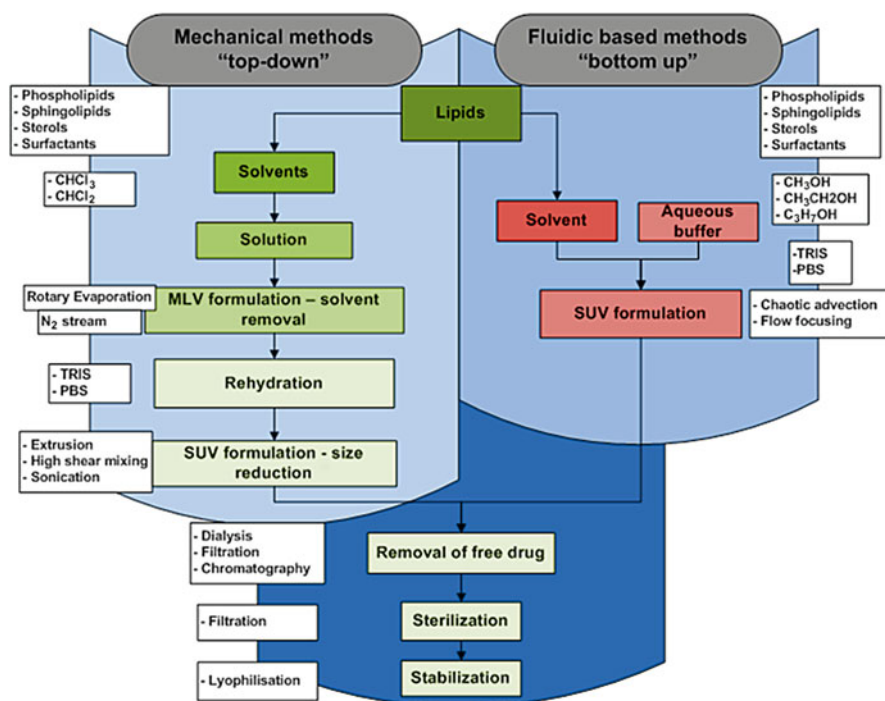 Mechanical methods
“top-down”
Fluidic based methods
“bottom up”
- Phospholipids
- Sphingolipids
- Sterols
- Surfactants
Lipids
- Phospholipids
- Sphingolipids
- Sterols
- Surfactants
- CHCl₃
- CHCl₂
Solvents
Solvent
Aqueous
buffer
- CH₃OH
- CH₃CH2OH
- C₃H₇OH
Solution
-TRIS
-PBS
Rotary Evaporation
N₂ stream
MLV formulation – solvent
removal
SUV formulation
- Chaotic advection
- Flow focusing
- TRIS
- PBS
Rehydration
- Extrusion
- High shear mixing
- Sonication
SUV formulation - size
reduction
- Dialysis
- Filtration
- Chromatography
Removal of free drug
- Filtration
Sterilization
- Lyophilisation
Stabilization